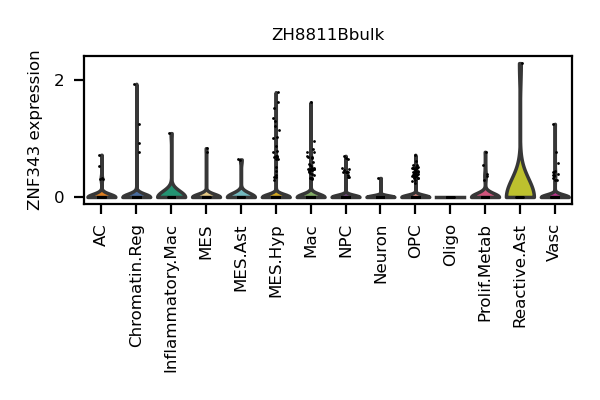 ZH8811Bbulk
ZNF343 expression
2
0
AC
Chromatin.Reg
Inflammatory.Mac
MES
MES.Ast
MES.Hyp
Mac
NPC
Neuron
OPC
Oligo
Prolif.Metab
Reactive.Ast
Vasc